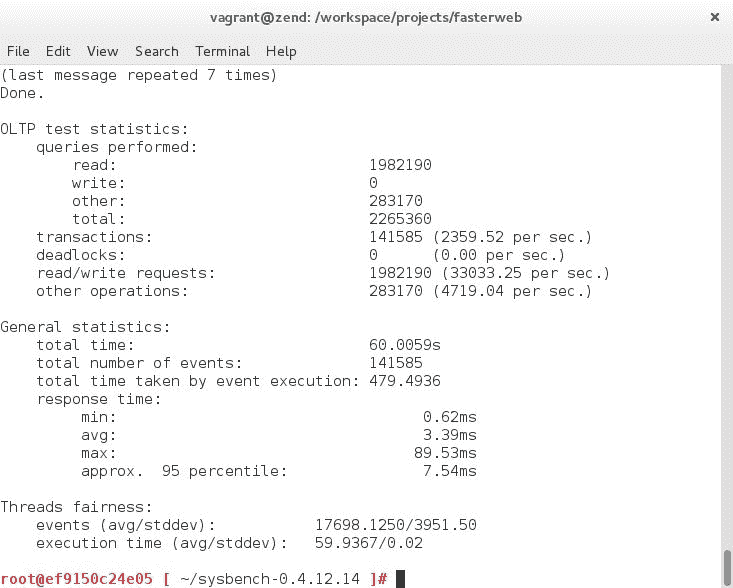 vagrant@zend: /workspace/projects/fasterweb ×
File Edit View Search Terminal Help
(last message repeated 7 times)
Done.
OLTP test statistics:
queries performed:
read: 1982190
write: 0
other: 283170
total: 2265360
transactions: 141585 (2359.52 per sec.)
deadlocks: 0 (0.00 per sec.)
read/write requests: 1982190 (33033.25 per sec.)
other operations: 283170 (4719.04 per sec.)
General statistics:
total time: 60.0059s
total number of events: 141585
total time taken by event execution: 479.4936
response time:
min: 0.62ms
avg: 3.39ms
max: 89.53ms
approx. 95 percentile: 7.54ms
Threads fairness:
events (avg/stddev): 17698.1250/3951.50
execution time (avg/stddev): 59.9367/0.02
root@ef9150c24e05 [ ~/sysbench-0.4.12.14 ]#